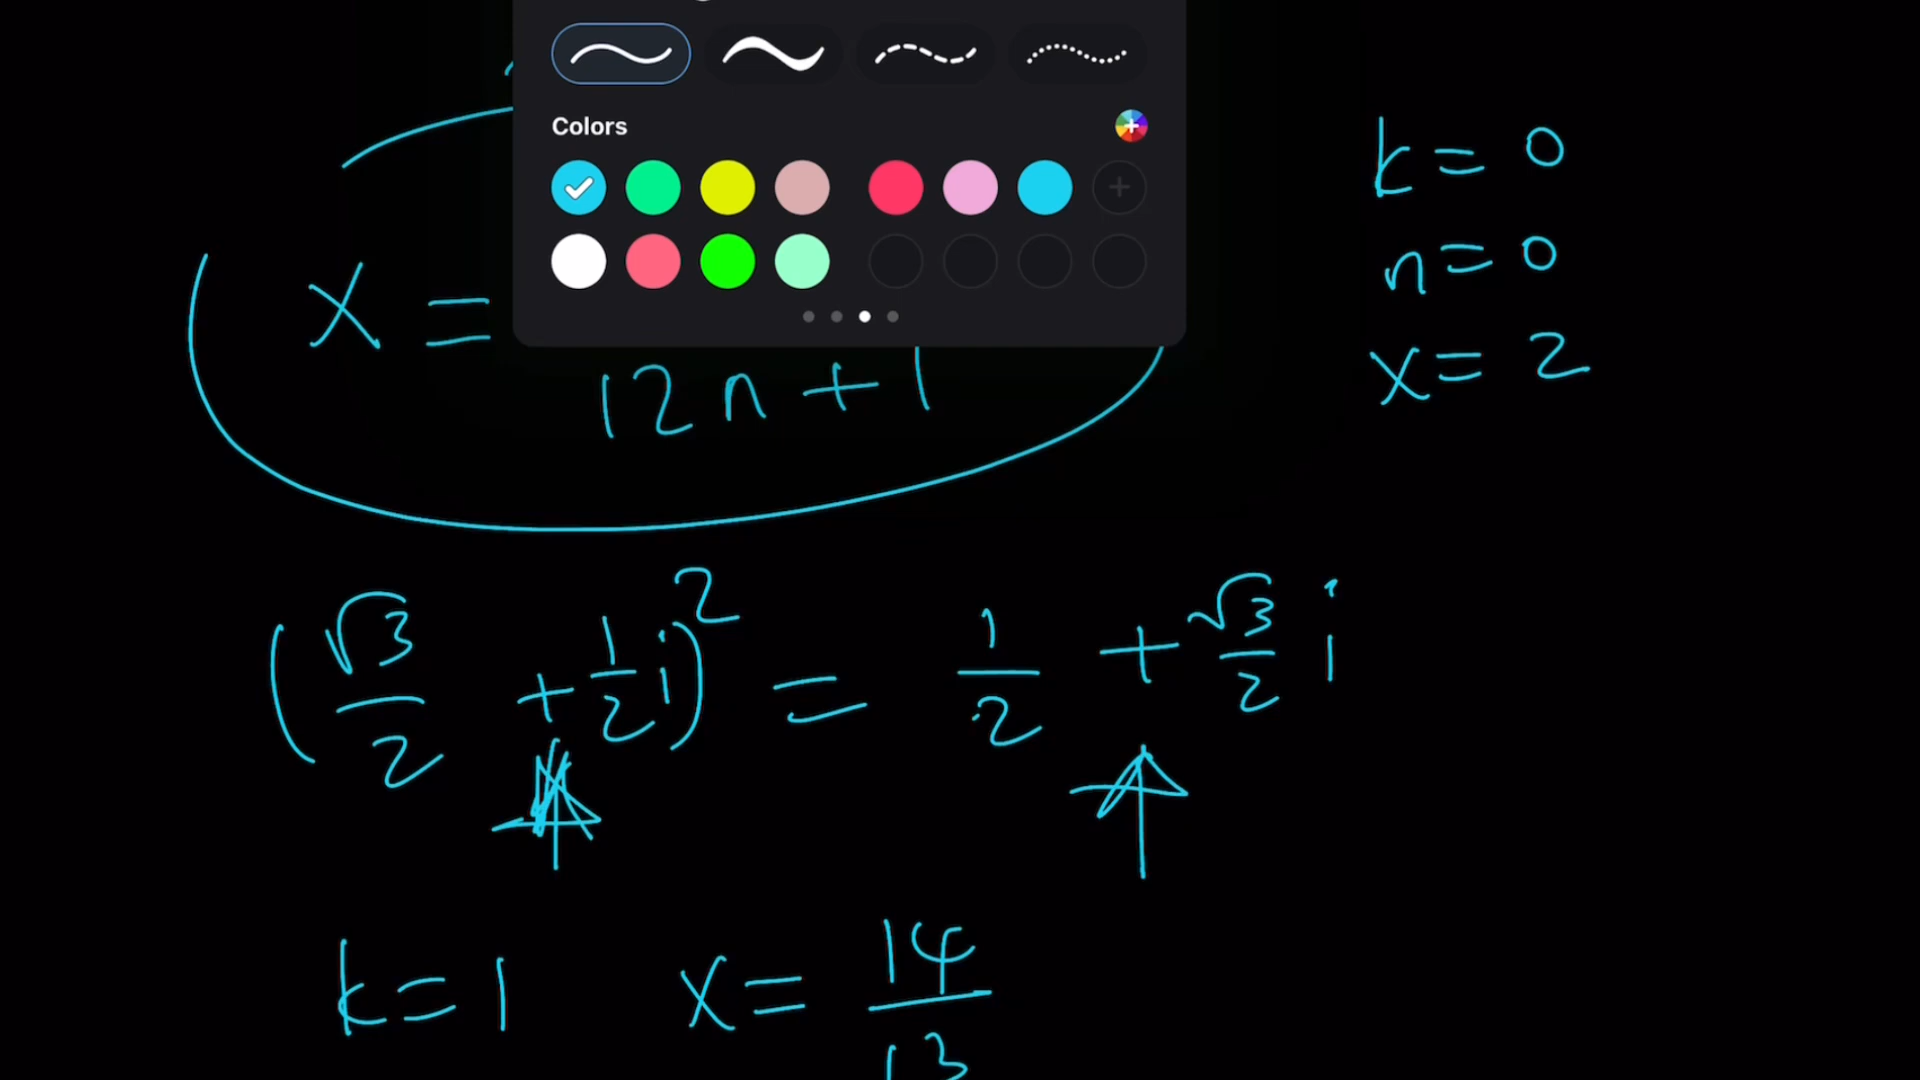 Colors
k = 0
n = 0
x =
12n + 1
x = 2
(√3/2 + 1/2 i)^2 = 1/2 + √3/2 i
k = 1 x = 14/13